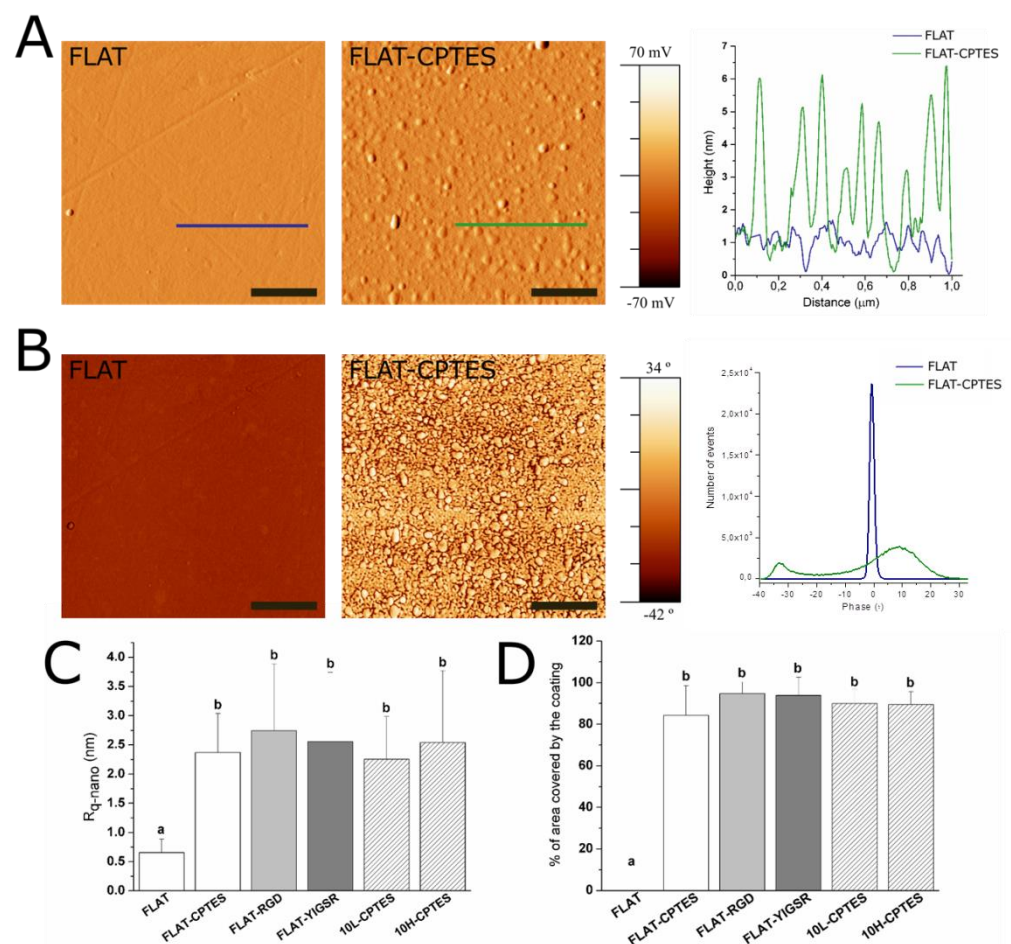 A
FLAT
FLAT-CPTES
70 mV
-70 mV
FLAT
FLAT-CPTES
Height (nm)
7
6
5
4
3
2
1
0
0,0 0,2 0,4 0,6 0,8 1,0
Distance (μm)
B
FLAT
FLAT-CPTES
34 º
-42 º
FLAT
FLAT-CPTES
Number of events
2,5x10⁴
2,0x10⁴
1,5x10⁴
1,0x10⁴
5,0x10³
0,0
-40 -30 -20 -10 0 10 20 30
Phase (◦)
C
Rq-nano (nm)
4.0
3.5
3.0
2.5
2.0
1.5
1.0
0.5
0.0
a b b b b b
FLAT FLAT-CPTES FLAT-RGD FLAT-YIGSR 10L-CPTES 10H-CPTES
D
% of area covered by the coating
120
100
80
60
40
20
0
a b b b b b
FLAT FLAT-CPTES FLAT-RGD FLAT-YIGSR 10L-CPTES 10H-CPTES